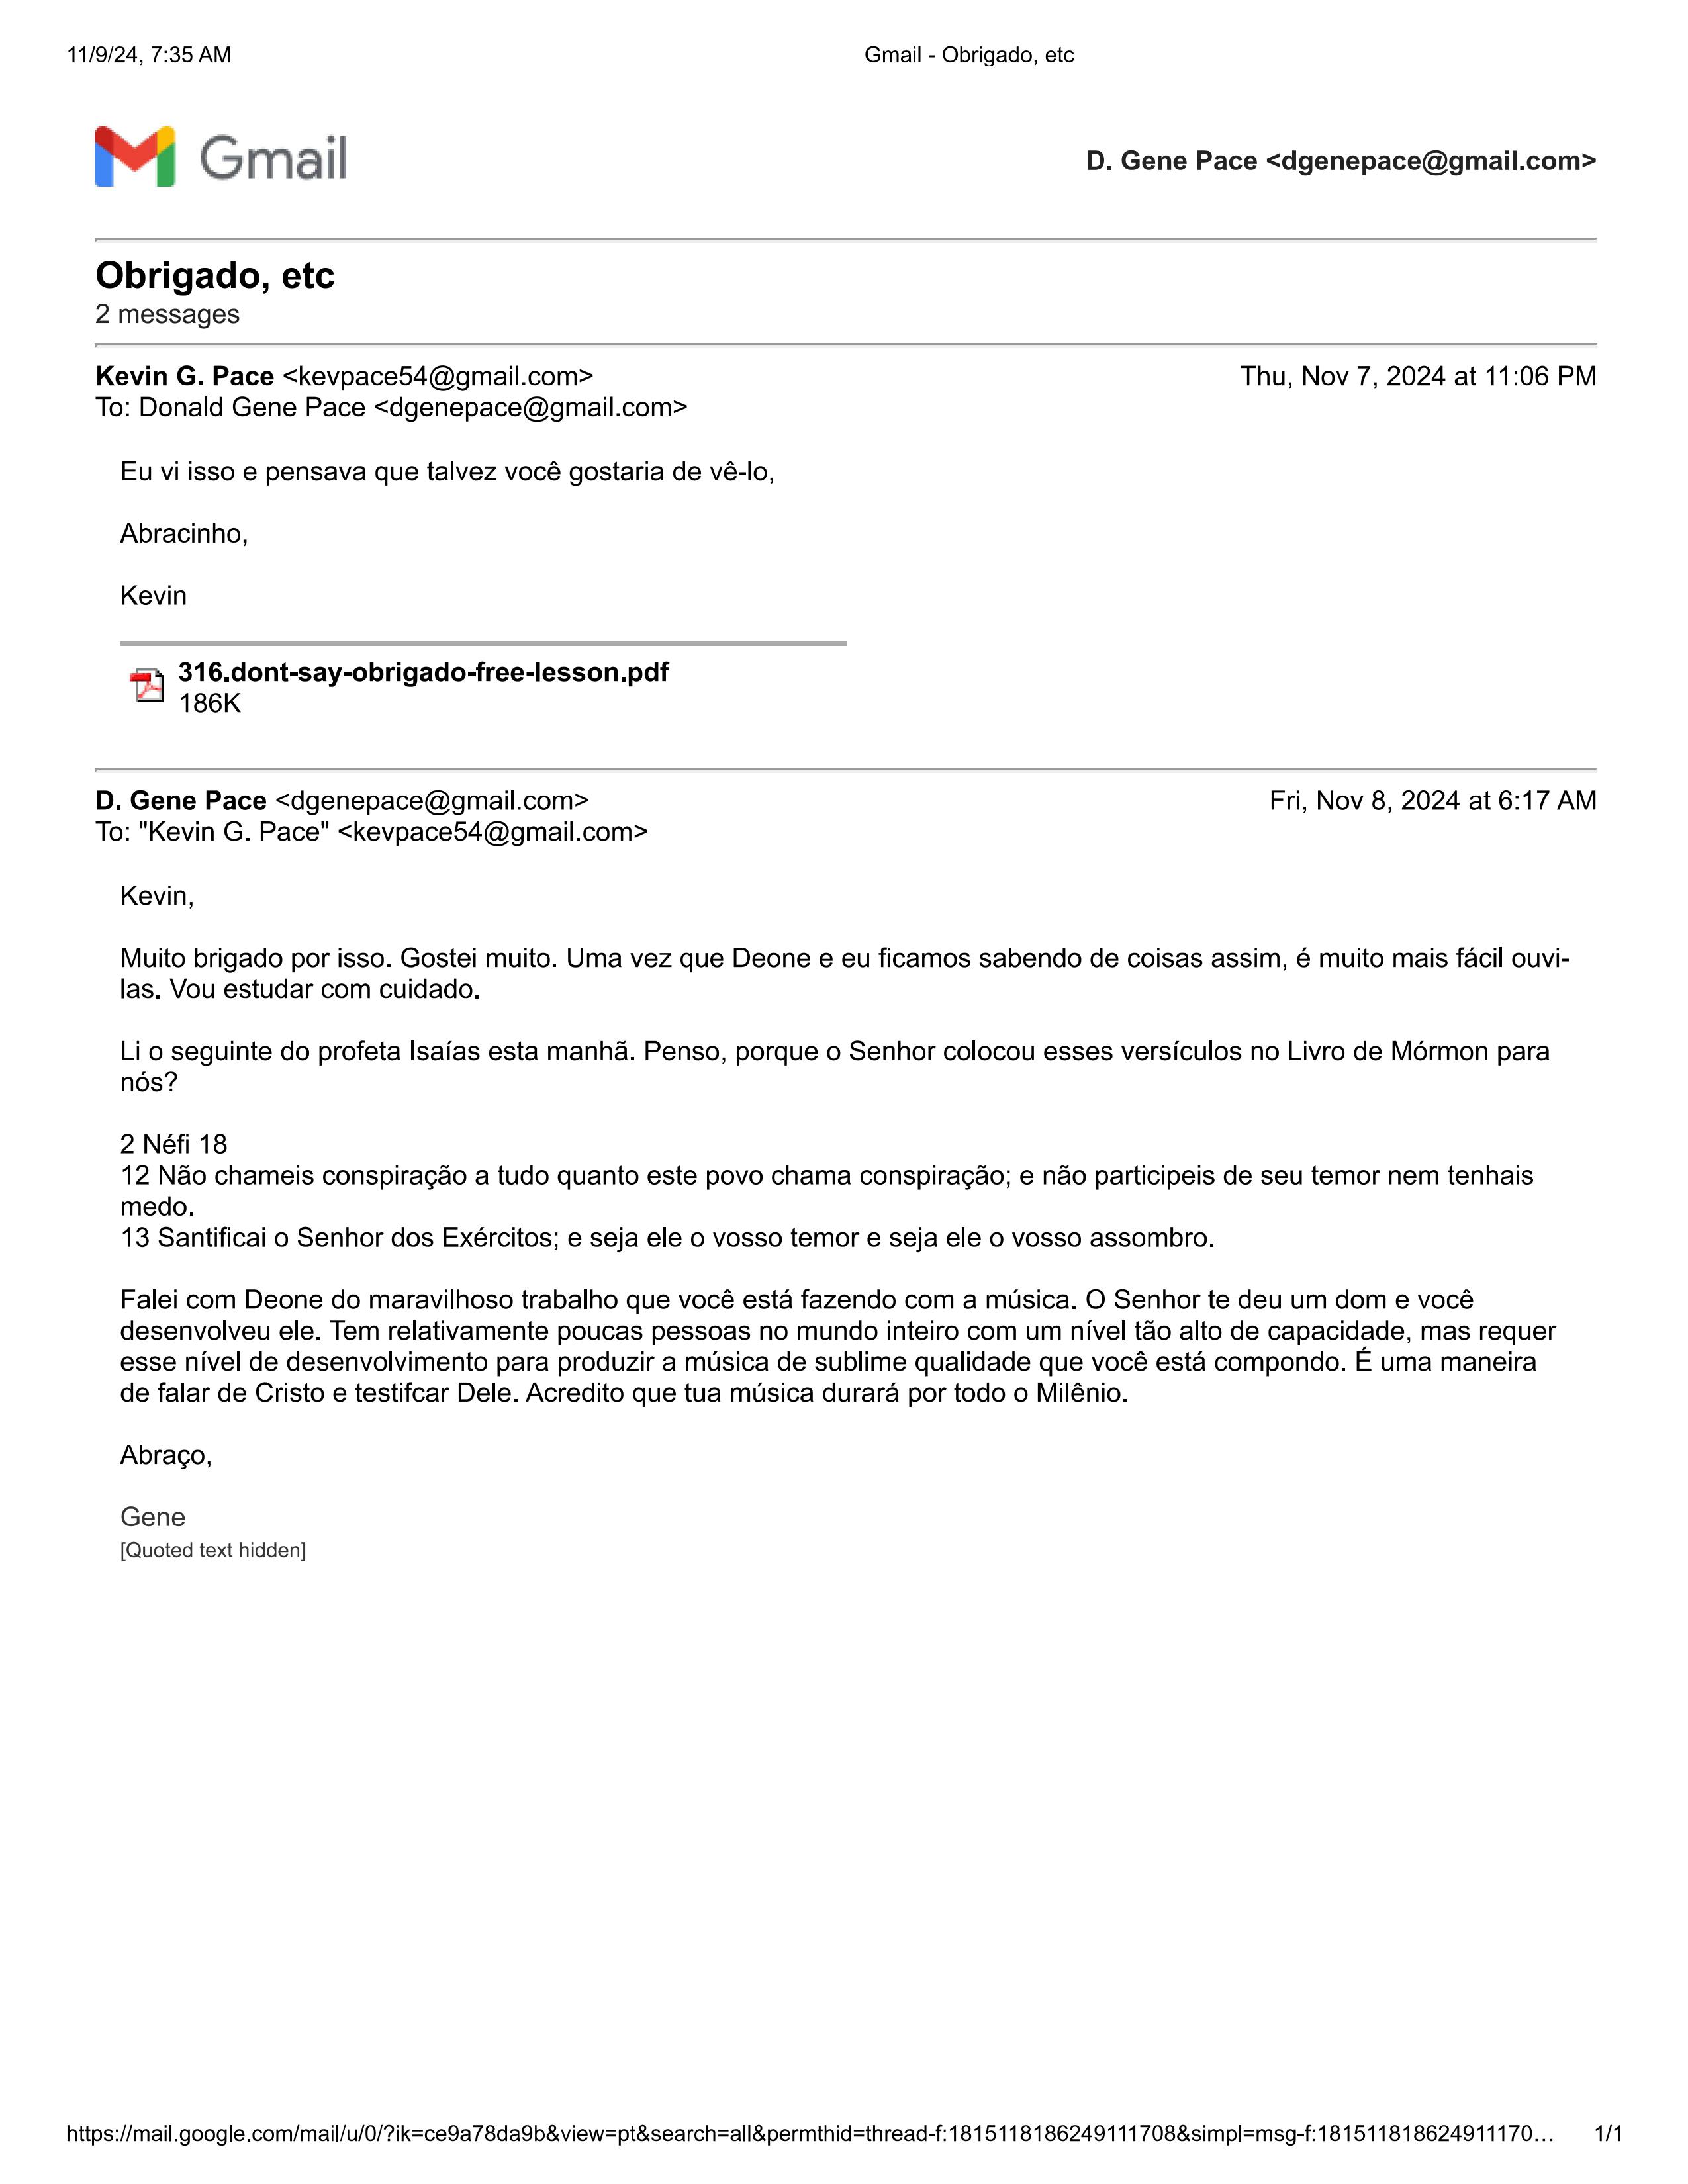 11/9/24, 7:35 AM
Gmail - Obrigado, etc
Gmail
D. Gene Pace <dgenepace@gmail.com>
Obrigado, etc
2 messages
Kevin G. Pace <kevpace54@gmail.com>
Thu, Nov 7, 2024 at 11:06 PM
To: Donald Gene Pace <dgenepace@gmail.com>
Eu vi isso e pensava que talvez você gostaria de vê-lo,
Abracinho,
Kevin
316.dont-say-obrigado-free-lesson.pdf
186K
D. Gene Pace <dgenepace@gmail.com>
Fri, Nov 8, 2024 at 6:17 AM
To: "Kevin G. Pace" <kevpace54@gmail.com>
Kevin,
Muito brigado por isso. Gostei muito. Uma vez que Deone e eu ficamos sabendo de coisas assim, é muito mais fácil ouvi-
las. Vou estudar com cuidado.
Li o seguinte do profeta Isaías esta manhã. Penso, porque o Senhor colocou esses versículos no Livro de Mórmon para
nós?
2 Néfi 18
12 Não chameis conspiração a tudo quanto este povo chama conspiração; e não participeis de seu temor nem tenhais
medo.
13 Santificai o Senhor dos Exércitos; e seja ele o vosso temor e seja ele o vosso assombro.
Falei com Deone do maravilhoso trabalho que você está fazendo com a música. O Senhor te deu um dom e você
desenvolveu ele. Tem relativamente poucas pessoas no mundo inteiro com um nível tão alto de capacidade, mas requer
esse nível de desenvolvimento para produzir a música de sublime qualidade que você está compondo. É uma maneira
de falar de Cristo e testifcar Dele. Acredito que tua música durará por todo o Milênio.
Abraço,
Gene
[Quoted text hidden]
https://mail.google.com/mail/u/0/?ik=ce9a78da9b&view=pt&search=all&permthid=thread-f:1815118186249111708&simpl=msg-f:181511818624911170…
1/1